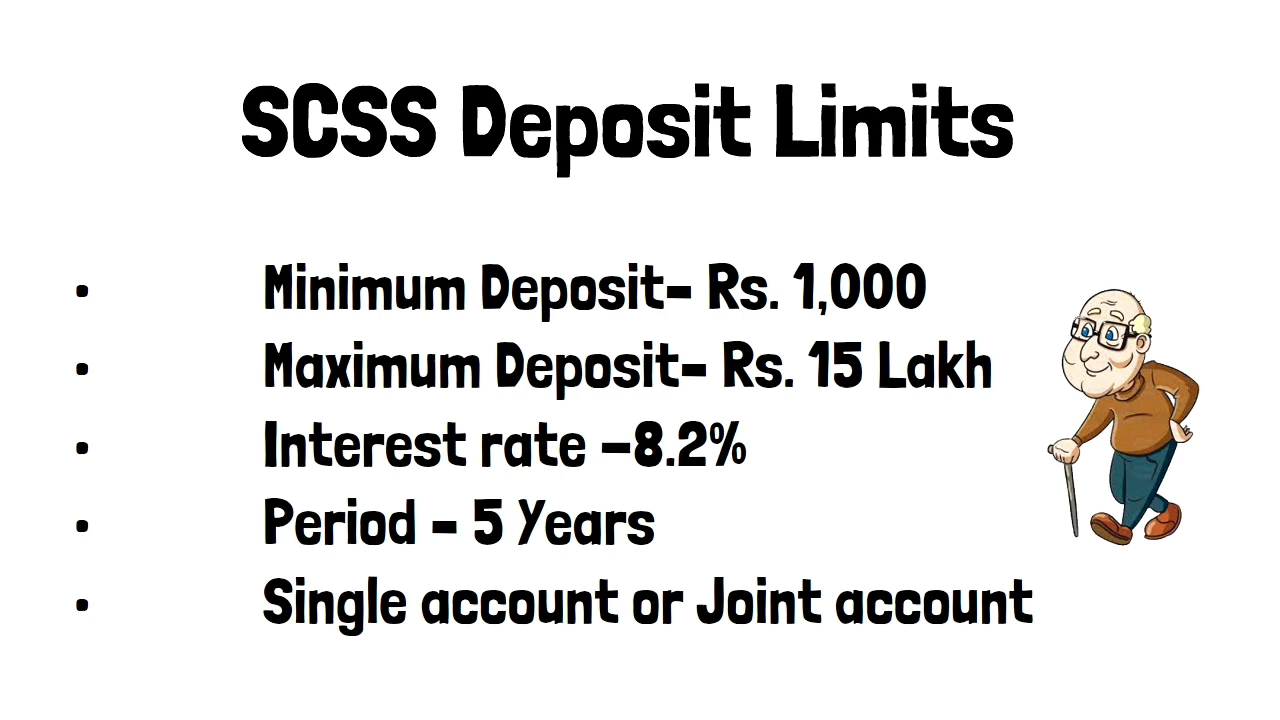 SCSS Deposit Limits
• Minimum Deposit- Rs. 1,000
• Maximum Deposit- Rs. 15 Lakh
• Interest rate -8.2%
• Period - 5 Years
• Single account or Joint account